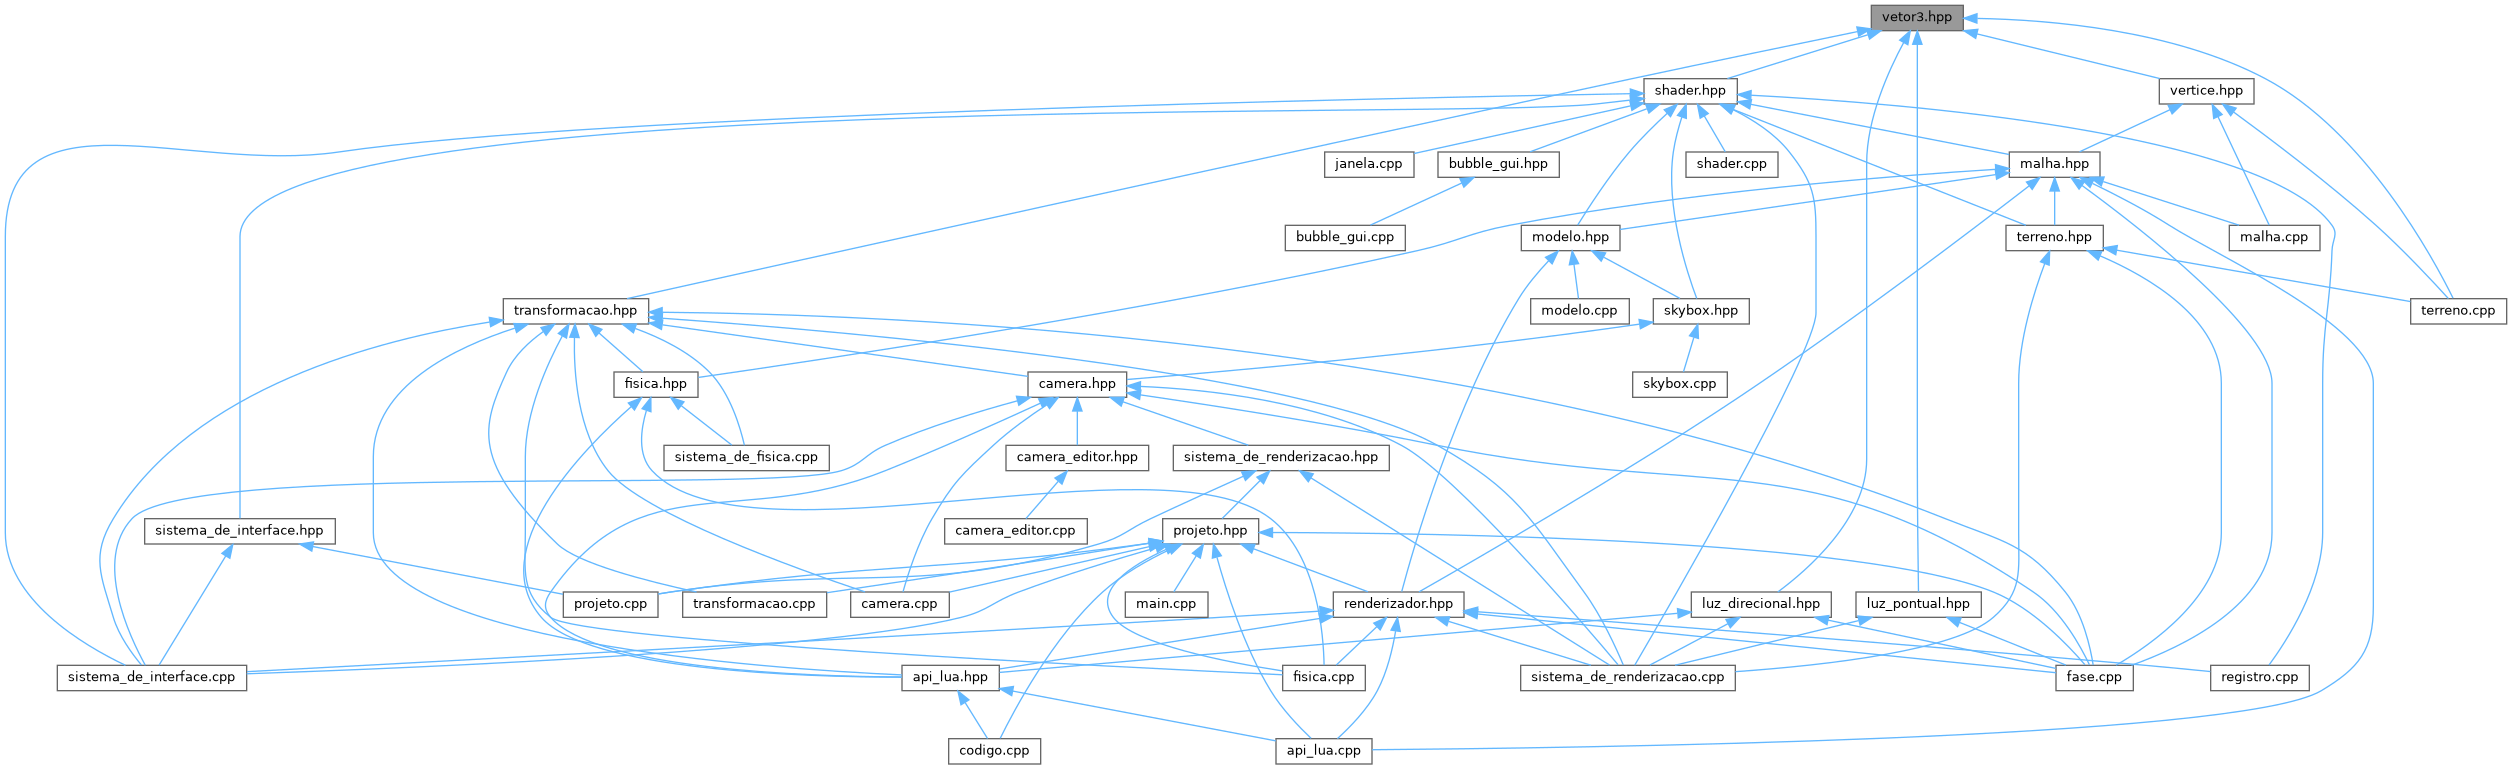 vetor3.hpp
shader.hpp
vertice.hpp
janela.cpp
bubble_gui.hpp
shader.cpp
malha.hpp
bubble_gui.cpp
modelo.hpp
terreno.hpp
malha.cpp
transformacao.hpp
modelo.cpp
skybox.hpp
terreno.cpp
fisica.hpp
camera.hpp
skybox.cpp
sistema_de_fisica.cpp
camera_editor.hpp
sistema_de_renderizacao.hpp
sistema_de_interface.hpp
camera_editor.cpp
projeto.hpp
projeto.cpp
transformacao.cpp
camera.cpp
main.cpp
renderizador.hpp
luz_direcional.hpp
luz_pontual.hpp
sistema_de_interface.cpp
api_lua.hpp
fisica.cpp
sistema_de_renderizacao.cpp
fase.cpp
registro.cpp
codigo.cpp
api_lua.cpp